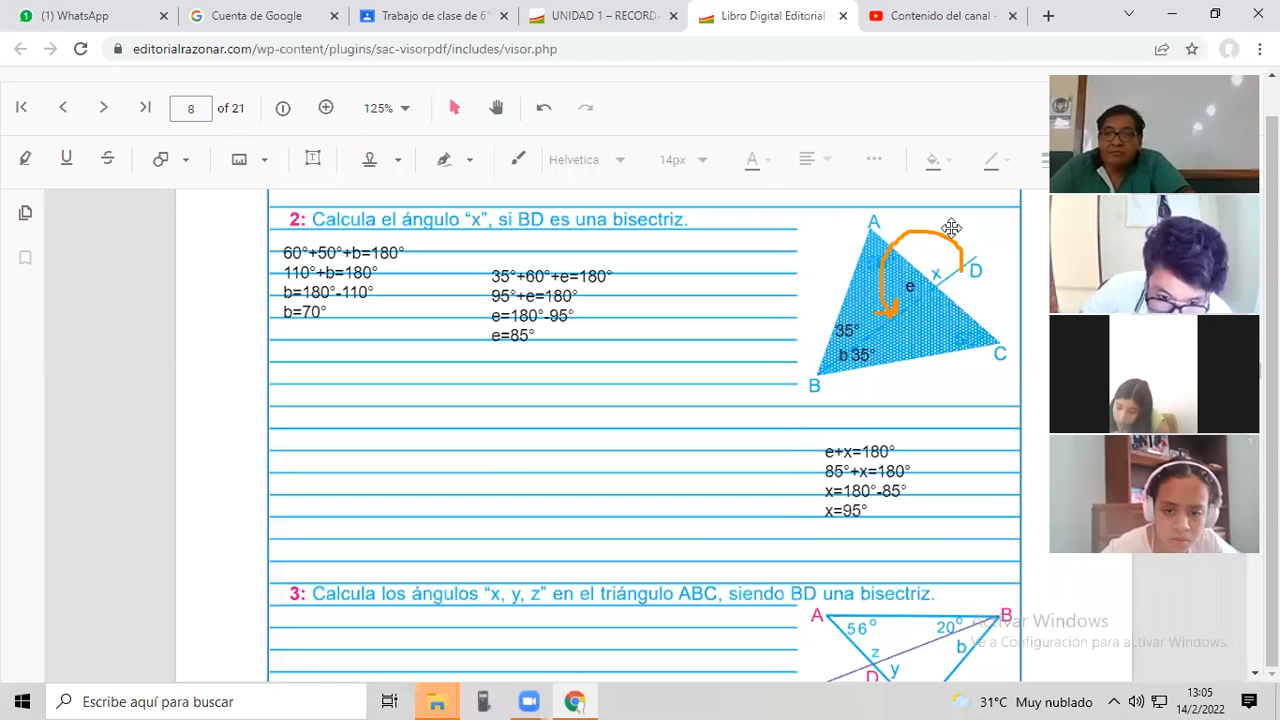 (1) WhatsApp
Cuenta de Google
Trabajo de clase de 6°
UNIDAD 1 – RECORD
Libro Digital Editorial
Contenido del canal -
editorialrazonar.com/wp-content/plugins/sac-visorpdf/includes/visor.php
8 of 21
125%
Helvetica
14px
2: Calcula el ángulo “x”, si BD es una bisectriz.
60°+50°+b=180°
110°+b=180°
b=180°-110°
b=70°
35°+60°+e=180°
95°+e=180°
e=180°-95°
e=85°
A
x
D
e
35°
b 35°
C
B
e+x=180°
85°+x=180°
x=180°-85°
x=95°
3: Calcula los ángulos “x, y, z” en el triángulo ABC, siendo BD una bisectriz.
A
B
56°
20°
b
z
y
D
Activar Windows
Ve a Configuración para activar Windows.
Escribe aquí para buscar
31°C Muy nublado
13:05
14/2/2022